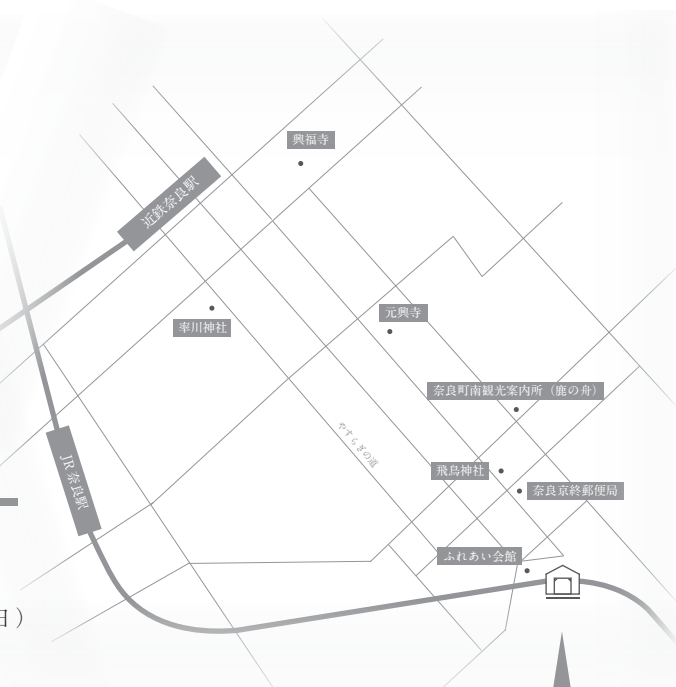 興福寺
近鉄奈良駅
率川神社
元興寺
奈良町南観光案内所（鹿の舟）
やすらぎの道
JR奈良駅
飛鳥神社
奈良京終郵便局
ふれあい会館
日）